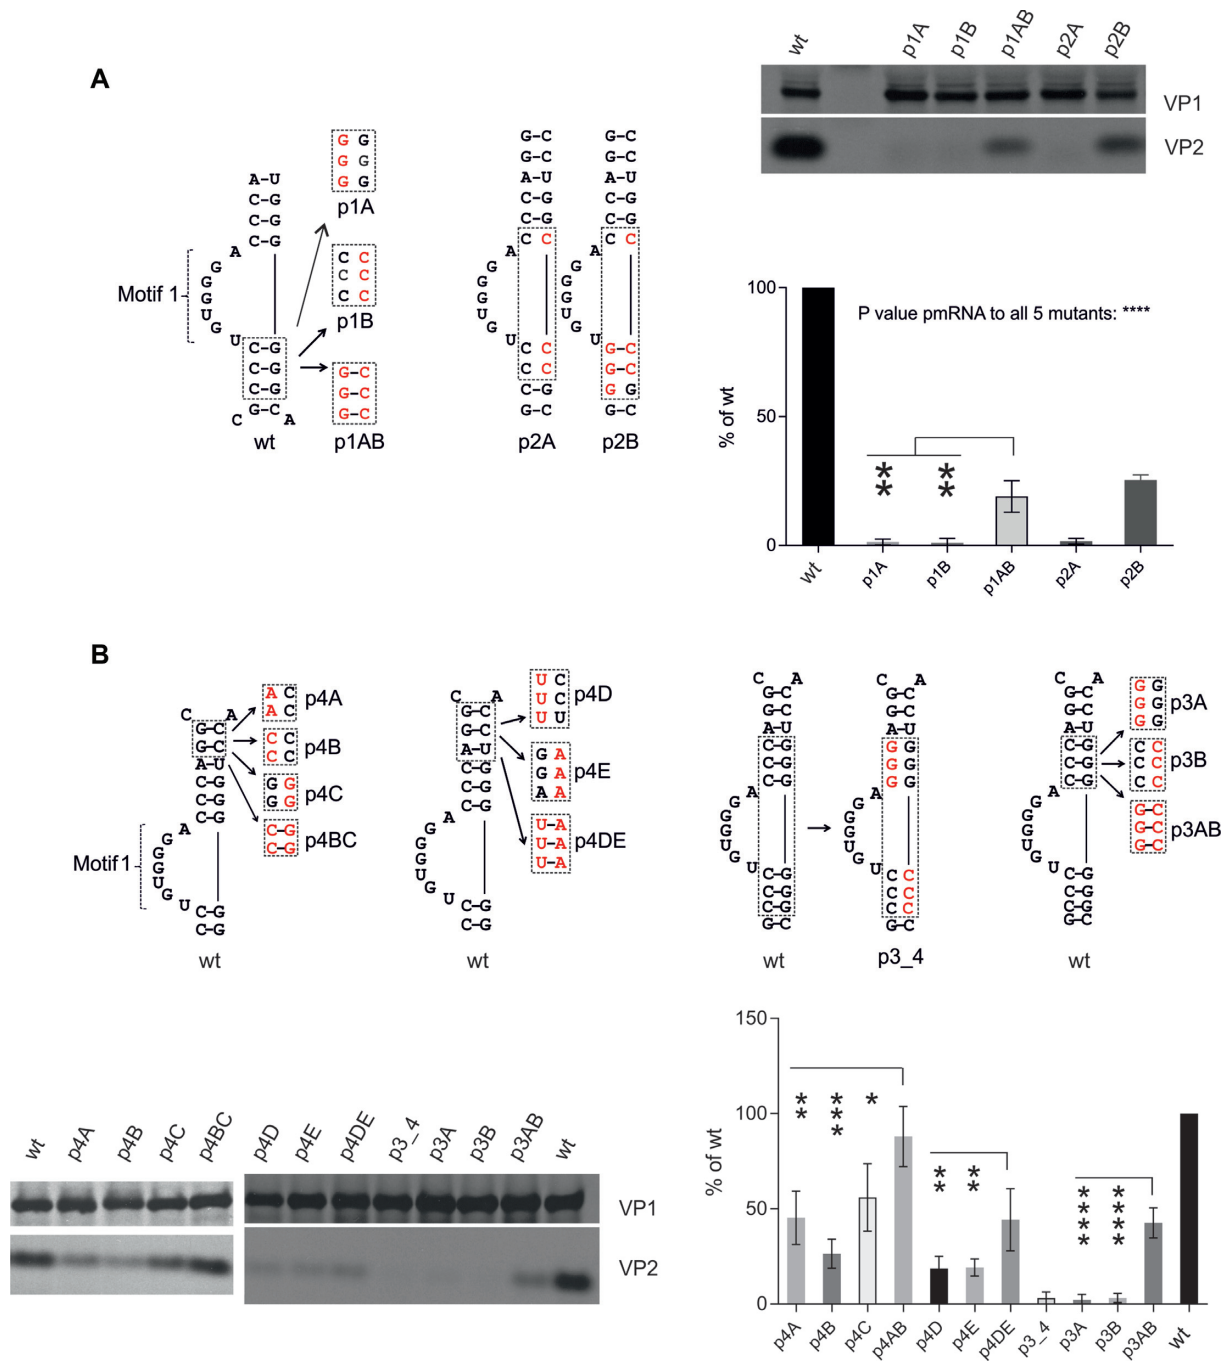 A
wt
p1A
p1B
p1AB
p2A
p2B
VP1
VP2
A-U
C-G
C-G
C-G
A
G
G
G
U
G
U
C-G
C-G
C-G
G-C
C A
Motif 1
wt
G G
G G
G G
p1A
C C
C C
C C
p1B
G-C
G-C
G-C
p1AB
G-C
G-C
A-U
C-G
C-G
C C
A
G
G
G
U
G
U
C C
C C
C-G
G-C
p2A
G-C
G-C
A-U
C-G
C-G
C C
A
G
G
G
U
G
U
G-C
G-C
G G
G-C
p2B
P value pmRNA to all 5 mutants: ****
% of wt
100
50
0
** ** 
wt
p1A
p1B
p1AB
p2A
p2B
B
C A
G-C
G-C
A-U
C-G
C-G
A
G
G
G
U
G
U
C-G
C-G
Motif1
wt
A C
A C
p4A
C C
C C
p4B
G G
G G
p4C
C-G
C-G
p4BC
C A
G-C
G-C
A-U
C-G
C-G
C-G
A
G
G
G
U
G
U
C-G
C-G
wt
U C
U C
U U
p4D
G A
G A
A A
p4E
U-A
U-A
U-A
p4DE
C A
G-C
G-C
A-U
C-G
C-G
C-G
A
G
G
G
U
G
U
C-G
C-G
C-G
G-C
wt
C A
G-C
G-C
A-U
G G
G G
G G
A
G
G
G
U
G
U
C C
C C
C C
G-C
p3_4
C A
G-C
G-C
A-U
C-G
C-G
C-G
A
G
G
G
U
G
U
C-G
C-G
C-G
G-C
wt
G G
G G
G G
p3A
C C
C C
C C
p3B
G-C
G-C
G-C
p3AB
wt
p4A
p4B
p4C
p4BC
p4D
p4E
p4DE
p3_4
p3A
p3B
p3AB
wt
VP1
VP2
% of wt
150
100
50
0
** *** * ** ** **** ****
p4A
p4B
p4C
p4AB
p4D
p4E
p4DE
p3_4
p3A
p3B
p3AB
wt